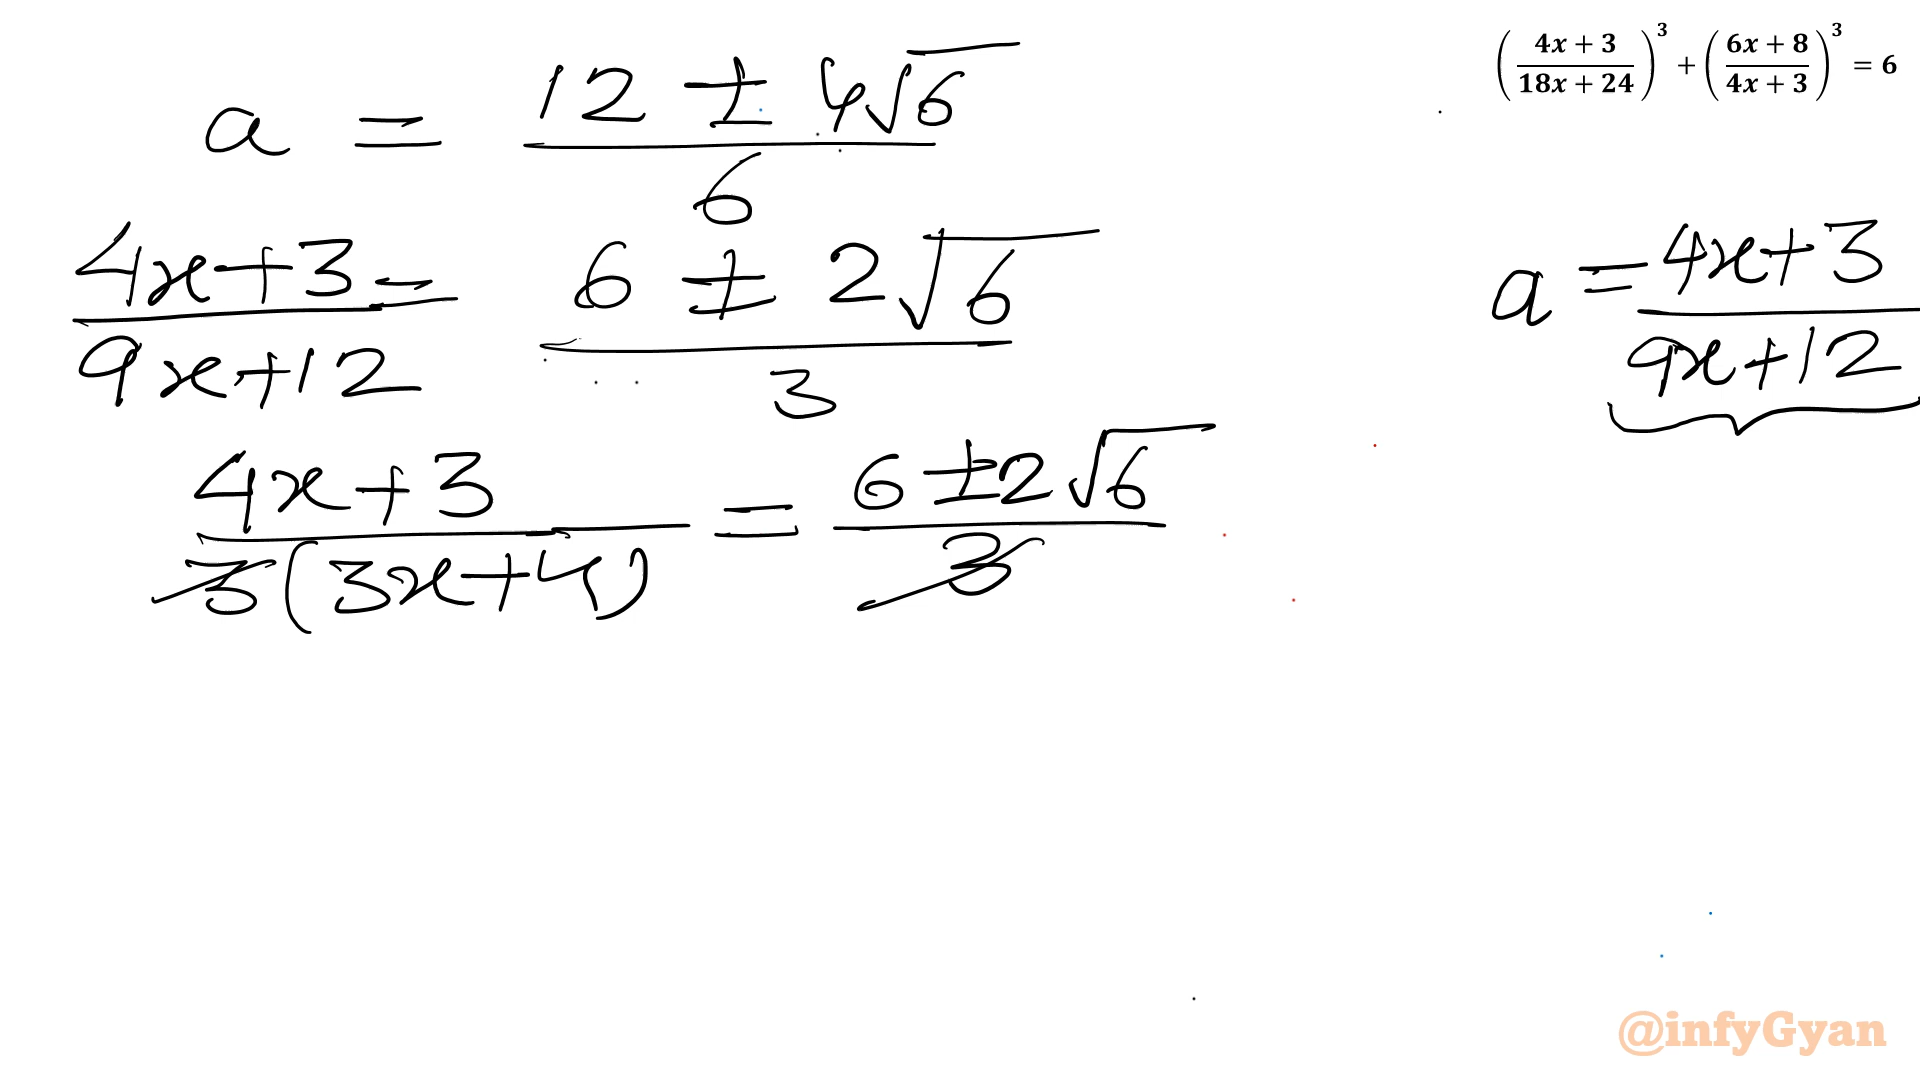 (4x + 3 / 18x + 24)³ + (6x + 8 / 4x + 3)³ = 6
a = 12 ± 4√6 / 6
4x+3 / 9x+12 = 6 ± 2√6 / 3
a = 4x+3 / 9x+12
4x+3 / 3(3x+4) = 6 ± 2√6 / 3
@infyGyan